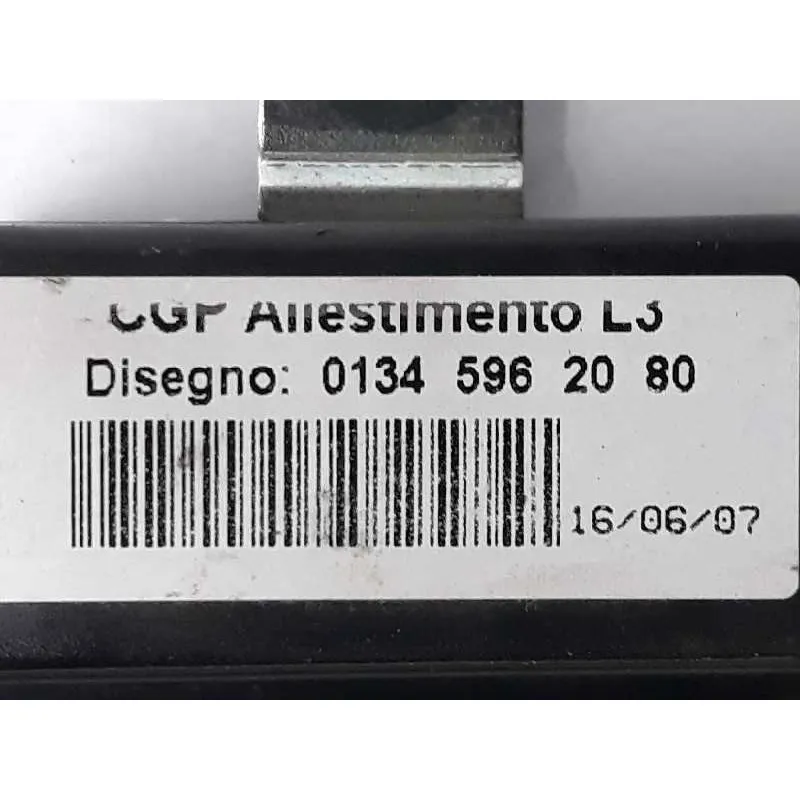 CGP Allestimento L3
Disegno: 0134 596 20 80
16/06/07